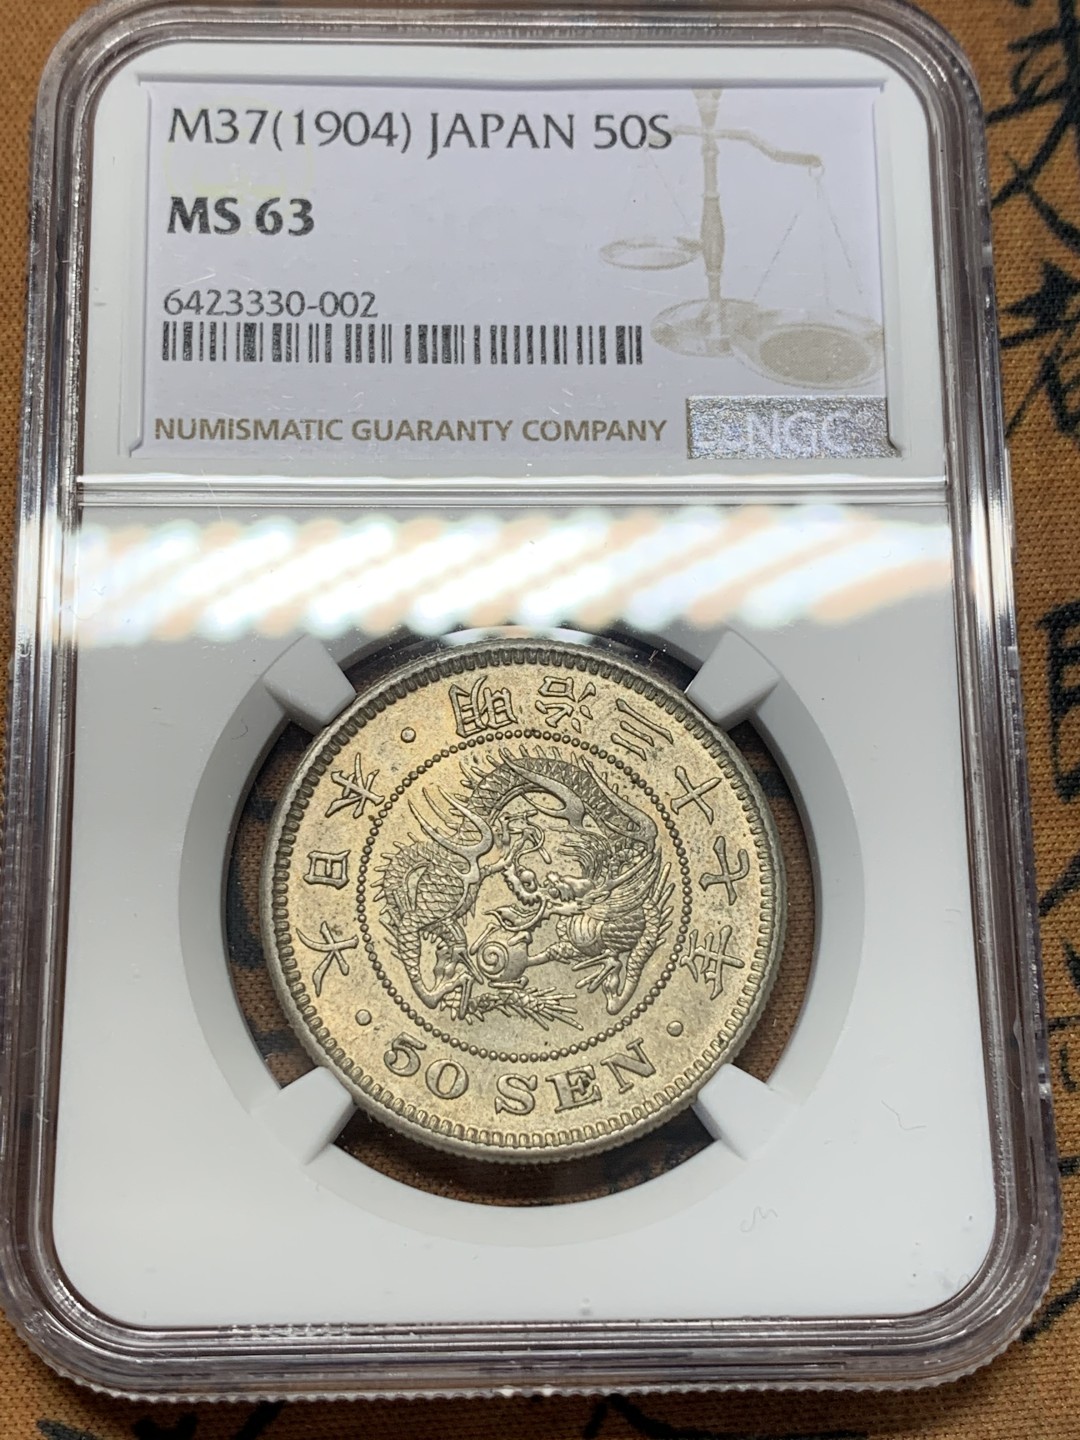 M37(1904) JAPAN 50S
MS 63
6423330-002
NUMISMATIC GUARANTY COMPANY
NGC
大日本・明治三十七年・
50 SEN・